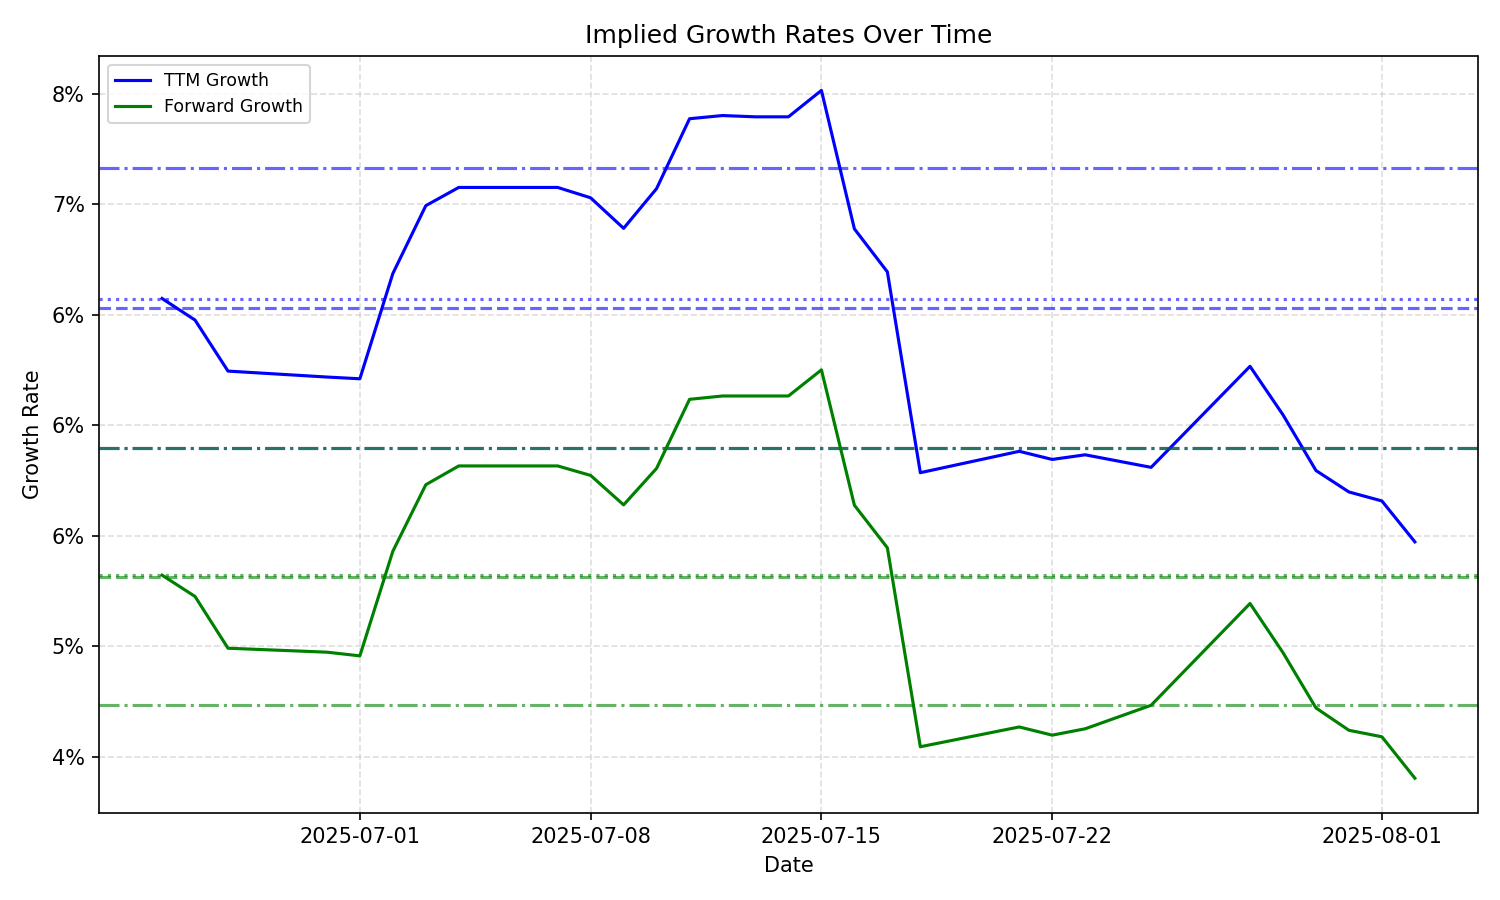 Implied Growth Rates Over Time
TTM Growth
Forward Growth
8%
7%
6%
6%
6%
5%
4%
Growth Rate
2025-07-01
2025-07-08
2025-07-15
2025-07-22
2025-08-01
Date